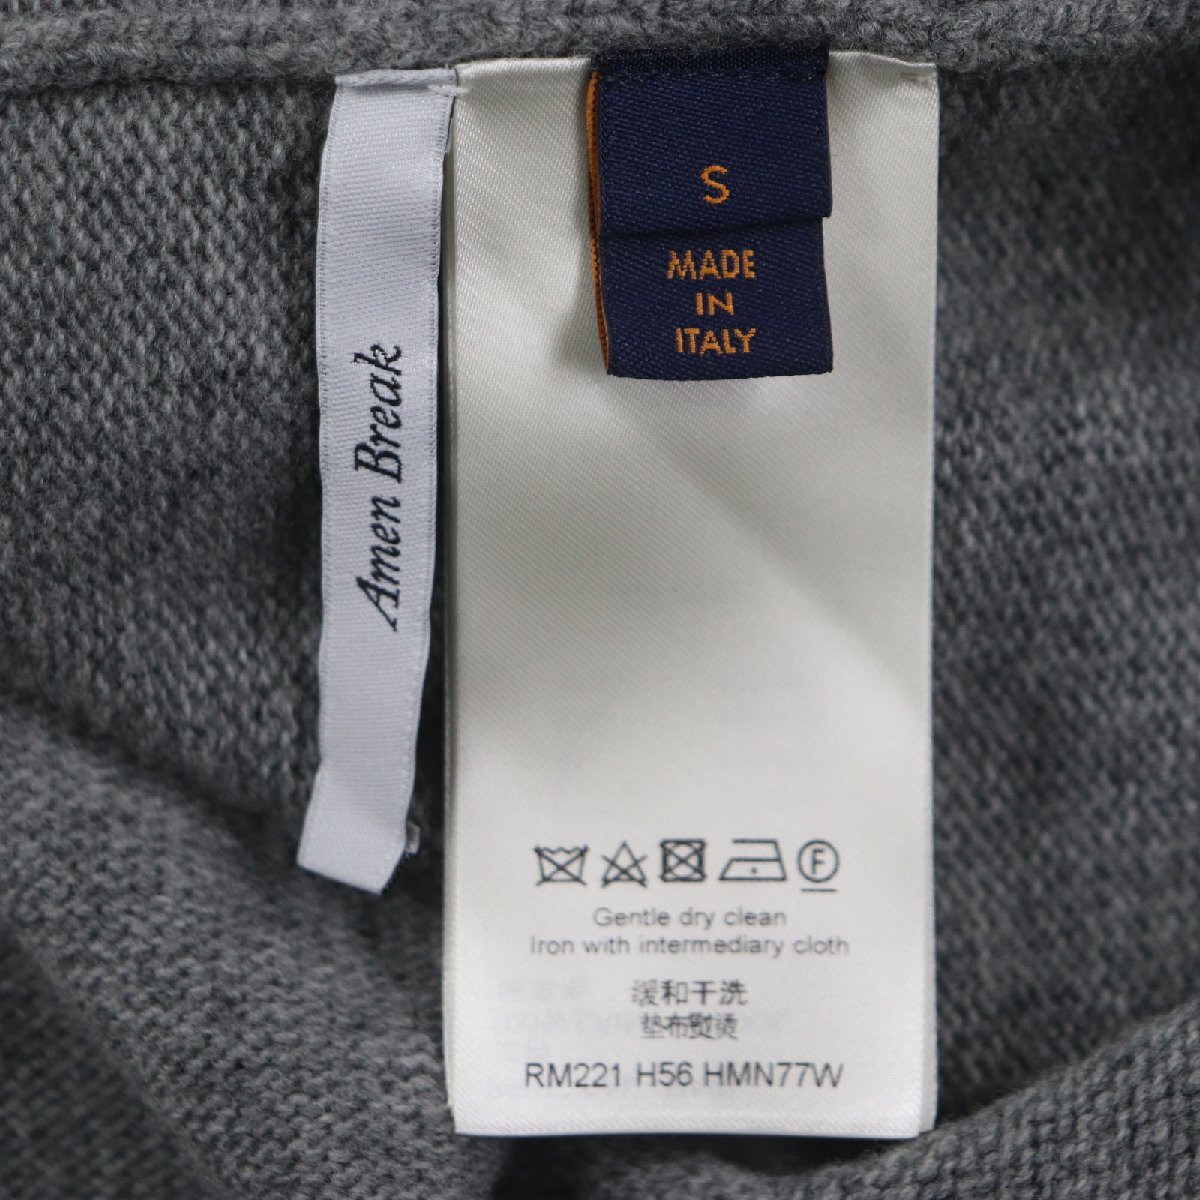 Amen Break
S
MADE
IN
ITALY
F
Gentle dry clean
Iron with intermediary cloth
缓和干洗
垫布熨烫
RM221 H56 HMN77W